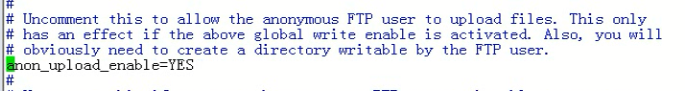 #
# Uncomment this to allow the anonymous FTP user to upload files. This only
# has an effect if the above global write enable is activated. Also, you will
# obviously need to create a directory writable by the FTP user.
anon_upload_enable=YES
#